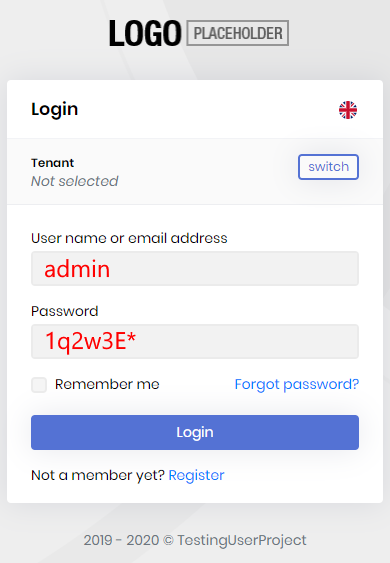 LOGO PLACEHOLDER
Login
Tenant
switch
Not selected
User name or email address
admin
Password
1q2w3E*
Remember me Forgot password?
Login
Not a member yet? Register
2019 - 2020 © TestingUserProject